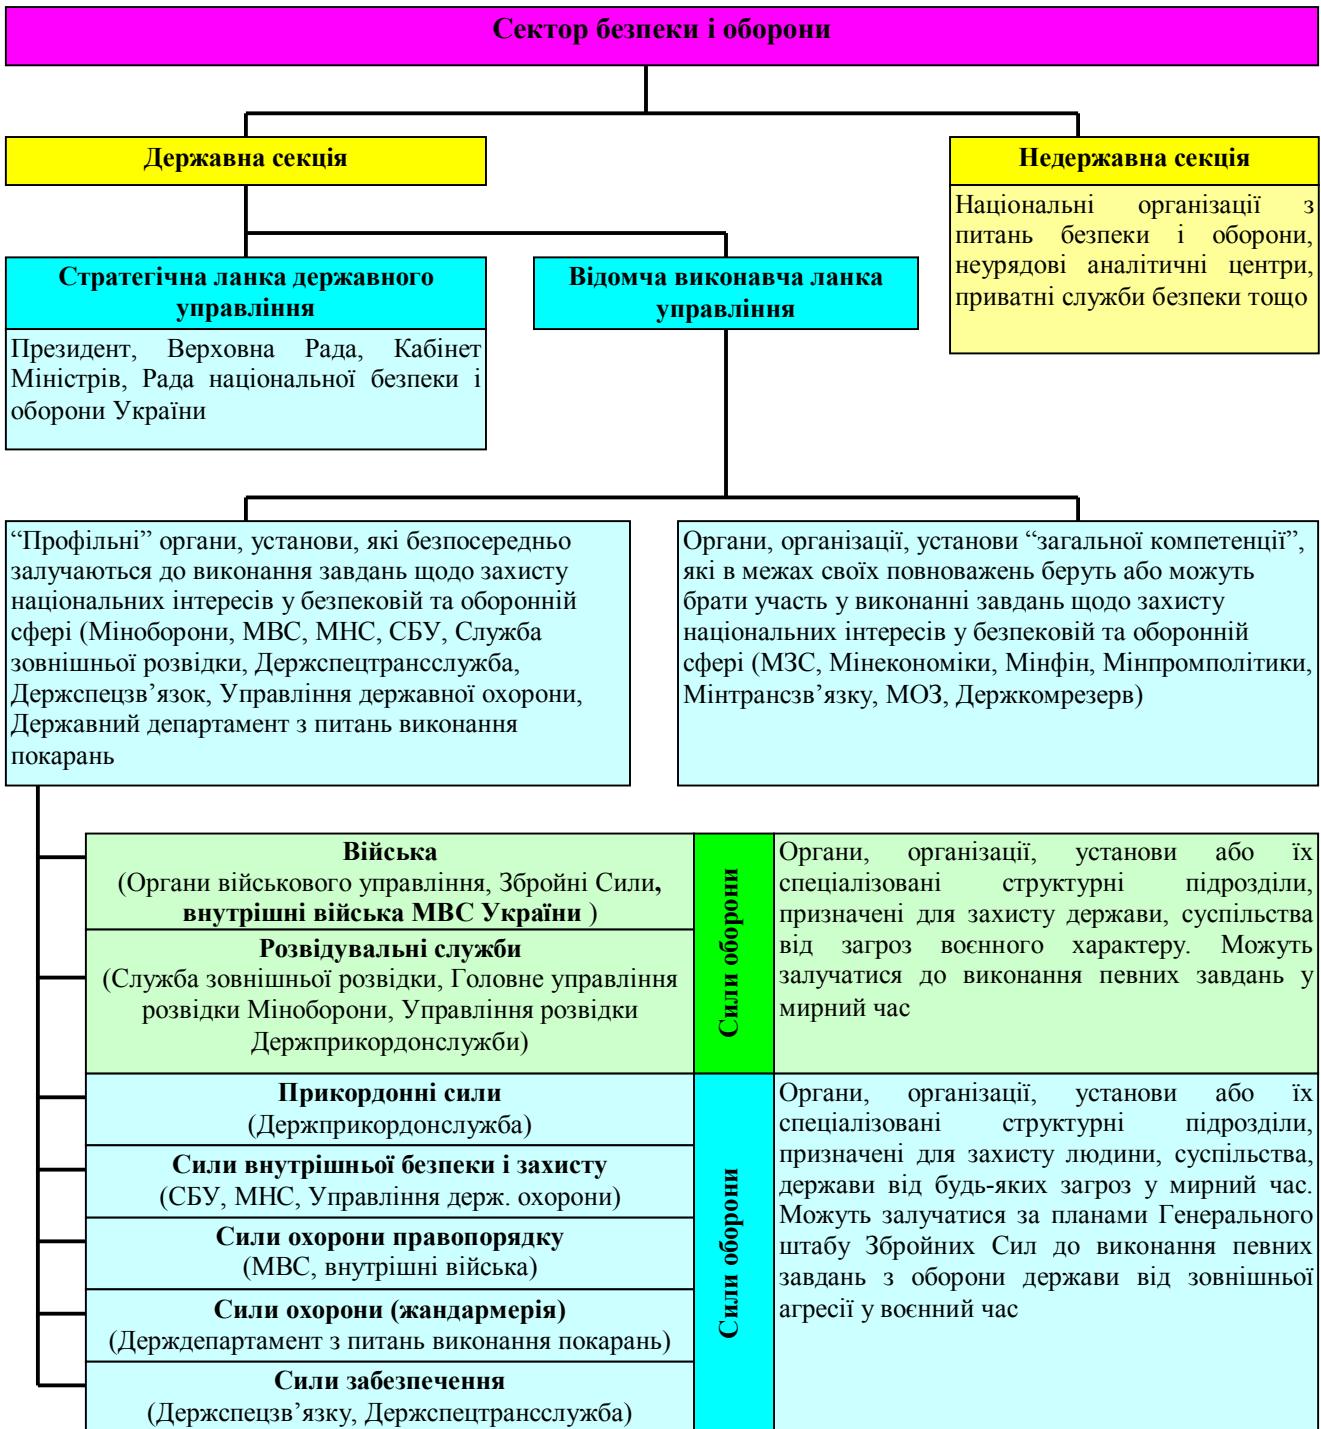 Сектор безпеки і оборони
Державна секція
Недержавна секція
Національні організації з
питань безпеки і оборони,
неурядові аналітичні центри,
приватні служби безпеки тощо
Стратегічна ланка державного
управління
Президент, Верховна Рада, Кабінет
Міністрів, Рада національної безпеки і
оборони України
Відомча виконавча ланка
управління
“Профільні” органи, установи, які безпосередньо
залучаються до виконання завдань щодо захисту
національних інтересів у безпековій та оборонній
сфері (Міноборони, МВС, МНС, СБУ, Служба
зовнішньої розвідки, Держспецтрансслужба,
Держспецзв’язок, Управління державної охорони,
Державний департамент з питань виконання
покарань
Органи, організації, установи “загальної компетенції”,
які в межах своїх повноважень беруть або можуть
брати участь у виконанні завдань щодо захисту
національних інтересів у безпековій та оборонній
сфері (МЗС, Мінекономіки, Мінфін, Мінпромполітики,
Мінтрансзв’язку, МОЗ, Держкомрезерв)
Війська
(Органи військового управління, Збройні Сили,
внутрішні війська МВС України )
Розвідувальні служби
(Служба зовнішньої розвідки, Головне управління
розвідки Міноборони, Управління розвідки
Держприкордонслужби)
Сили оборони
Органи, організації, установи або їх
спеціалізовані структурні підрозділи,
призначені для захисту держави, суспільства
від загроз воєнного характеру. Можуть
залучатися до виконання певних завдань у
мирний час
Прикордонні сили
(Держприкордонслужба)
Сили внутрішньої безпеки і захисту
(СБУ, МНС, Управління держ. охорони)
Сили охорони правопорядку
(МВС, внутрішні війська)
Сили охорони (жандармерія)
(Держдепартамент з питань виконання покарань)
Сили забезпечення
(Держспецзв’язку, Держспецтрансслужба)
Сили оборони
Органи, організації, установи або їх
спеціалізовані структурні підрозділи,
призначені для захисту людини, суспільства,
держави від будь-яких загроз у мирний час.
Можуть залучатися за планами Генерального
штабу Збройних Сил до виконання певних
завдань з оборони держави від зовнішньої
агресії у воєнний час